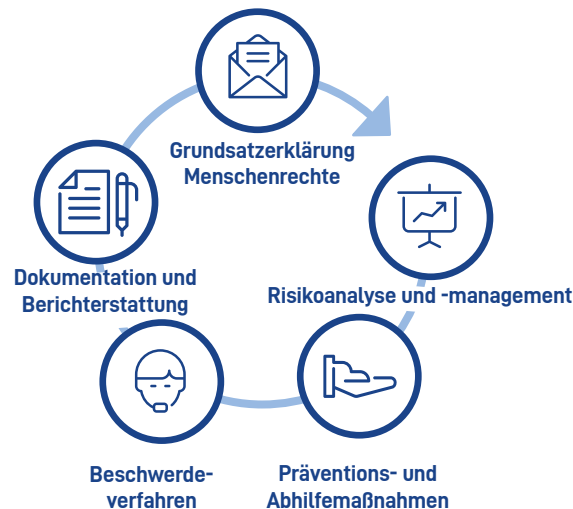 Grundsatzerklärung
Menschenrechte
Risikoanalyse und -management
Präventions- und
Abhilfemaßnahmen
Beschwerde-
verfahren
Dokumentation und
Berichterstattung